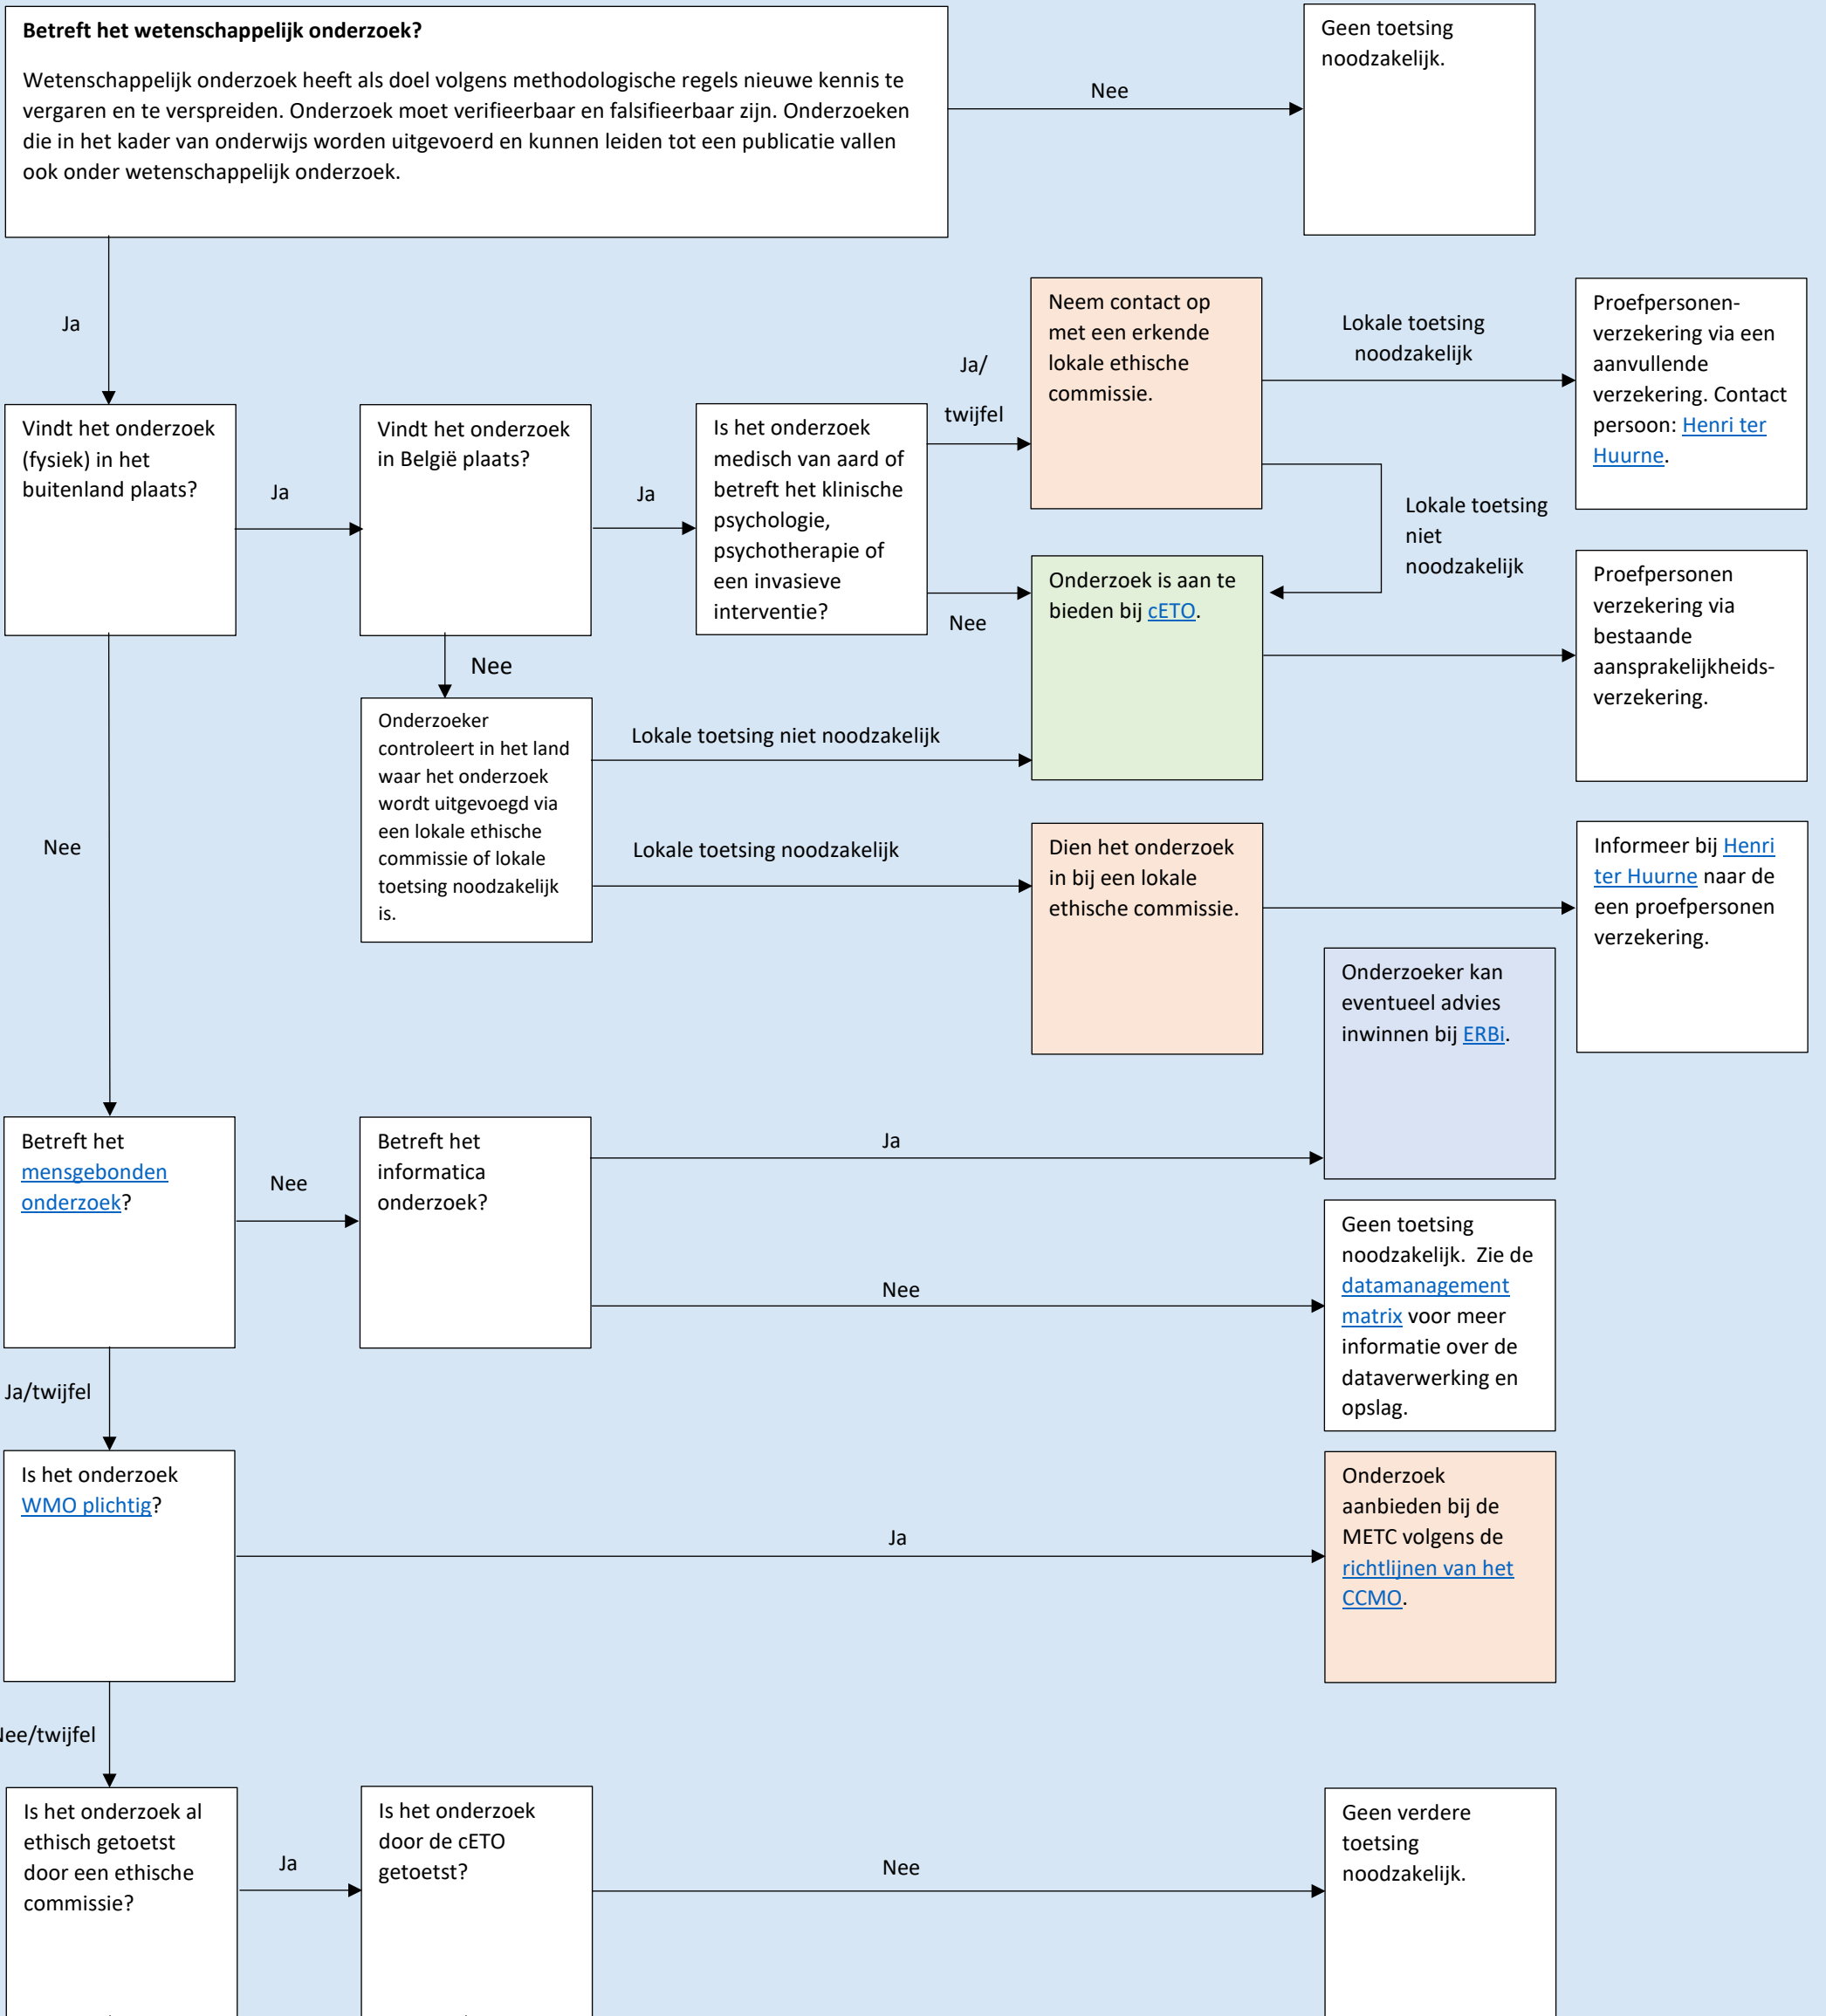 Betreft het wetenschappelijk onderzoek?
Wetenschappelijk onderzoek heeft als doel volgens methodologische regels nieuwe kennis te
vergaren en te verspreiden. Onderzoek moet verifieerbaar en falsifieerbaar zijn. Onderzoeken
die in het kader van onderwijs worden uitgevoerd en kunnen leiden tot een publicatie vallen
ook onder wetenschappelijk onderzoek.
Nee
Geen toetsing
noodzakelijk.
Ja
Vindt het onderzoek
(fysiek) in het
buitenland plaats?
Ja
Vindt het onderzoek
in België plaats?
Ja
Is het onderzoek
medisch van aard of
betreft het klinische
psychologie,
psychotherapie of
een invasieve
interventie?
Ja/
twijfel
Neem contact op
met een erkende
lokale ethische
commissie.
Lokale toetsing
noodzakelijk
Proefpersonen-
verzekering via een
aanvullende
verzekering. Contact
persoon: Henri ter
Huurne.
Lokale toetsing
niet
noodzakelijk
Nee
Onderzoek is aan te
bieden bij cETO.
Proefpersonen
verzekering via
bestaande
aansprakelijkheids-
verzekering.
Nee
Onderzoeker
controleert in het land
waar het onderzoek
wordt uitgevoegd via
een lokale ethische
commissie of lokale
toetsing noodzakelijk
is.
Lokale toetsing niet noodzakelijk
Lokale toetsing noodzakelijk
Dien het onderzoek
in bij een lokale
ethische commissie.
Informeer bij Henri
ter Huurne naar de
een proefpersonen
verzekering.
Nee
Onderzoeker kan
eventueel advies
inwinnen bij ERBi.
Betreft het
mensgebonden
onderzoek?
Nee
Betreft het
informatica
onderzoek?
Ja
Nee
Geen toetsing
noodzakelijk. Zie de
datamanagement
matrix voor meer
informatie over de
dataverwerking en
opslag.
Ja/twijfel
Is het onderzoek
WMO plichtig?
Ja
Onderzoek
aanbieden bij de
METC volgens de
richtlijnen van het
CCMO.
Nee/twijfel
Is het onderzoek al
ethisch getoetst
door een ethische
commissie?
Ja
Is het onderzoek
door de cETO
getoetst?
Nee
Geen verdere
toetsing
noodzakelijk.